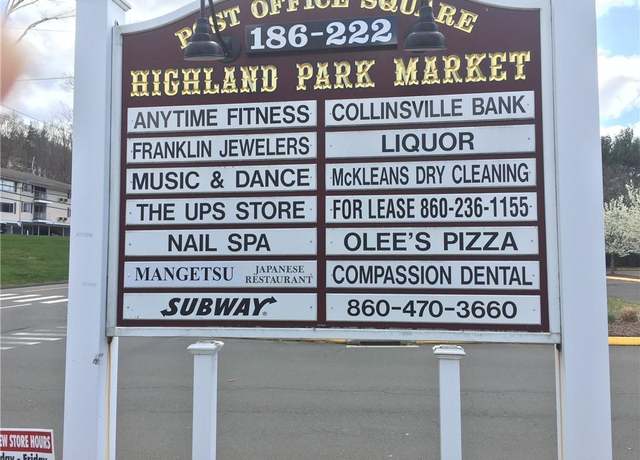 POST OFFICE SQUARE
186-222
HIGHLAND PARK MARKET
ANYTIME FITNESS
COLLINSVILLE BANK
FRANKLIN JEWELERS
LIQUOR
MUSIC & DANCE
McKLEANS DRY CLEANING
THE UPS STORE
FOR LEASE 860-236-1155
NAIL SPA
OLEE'S PIZZA
MANGETSU JAPANESE
RESTAURANT
COMPASSION DENTAL
SUBWAY
860-470-3660
STORE HOURS